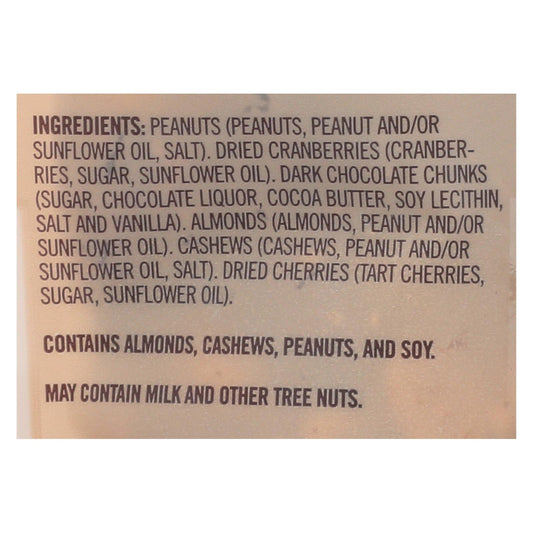 INGREDIENTS: PEANUTS (PEANUTS, PEANUT AND/OR
SUNFLOWER OIL, SALT). DRIED CRANBERRIES (CRANBER-
RIES, SUGAR, SUNFLOWER OIL). DARK CHOCOLATE CHUNKS
(SUGAR, CHOCOLATE LIQUOR, COCOA BUTTER, SOY LECITHIN,
SALT AND VANILLA). ALMONDS (ALMONDS, PEANUT AND/OR
SUNFLOWER OIL). CASHEWS (CASHEWS, PEANUT AND/OR
SUNFLOWER OIL, SALT). DRIED CHERRIES (TART CHERRIES,
SUGAR, SUNFLOWER OIL).
CONTAINS ALMONDS, CASHEWS, PEANUTS, AND SOY.
MAY CONTAIN MILK AND OTHER TREE NUTS.